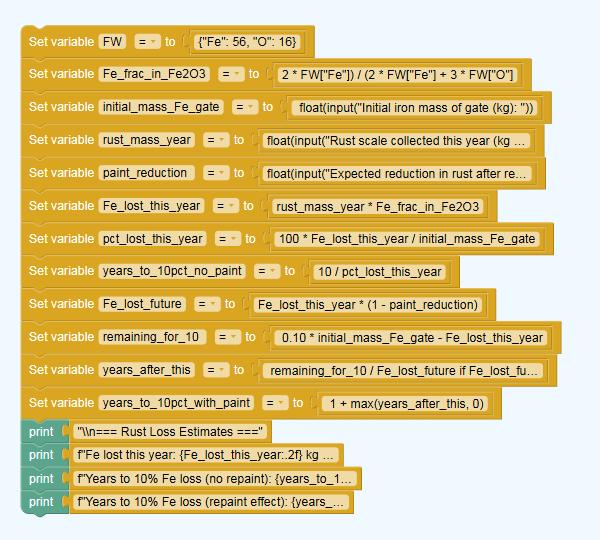 Set variable FW = to {"Fe": 56, "O": 16}
Set variable Fe_frac_in_Fe2O3 = to 2 * FW["Fe"]) / (2 * FW["Fe"] + 3 * FW["O"]
Set variable initial_mass_Fe_gate = to float(input("Initial iron mass of gate (kg): "))
Set variable rust_mass_year = to float(input("Rust scale collected this year (kg ...
Set variable paint_reduction = to float(input("Expected reduction in rust after re...
Set variable Fe_lost_this_year = to rust_mass_year * Fe_frac_in_Fe2O3
Set variable pct_lost_this_year = to 100 * Fe_lost_this_year / initial_mass_Fe_gate
Set variable years_to_10pct_no_paint = to 10 / pct_lost_this_year
Set variable Fe_lost_future = to Fe_lost_this_year * (1 - paint_reduction)
Set variable remaining_for_10 = to 0.10 * initial_mass_Fe_gate - Fe_lost_this_year
Set variable years_after_this = to remaining_for_10 / Fe_lost_future if Fe_lost_fu...
Set variable years_to_10pct_with_paint = to 1 + max(years_after_this, 0)
print "\\n=== Rust Loss Estimates ==="
print f"Fe lost this year: {Fe_lost_this_year:.2f} kg ...
print f"Years to 10% Fe loss (no repaint): {years_to_1...
print f"Years to 10% Fe loss (repaint effect): {years_...